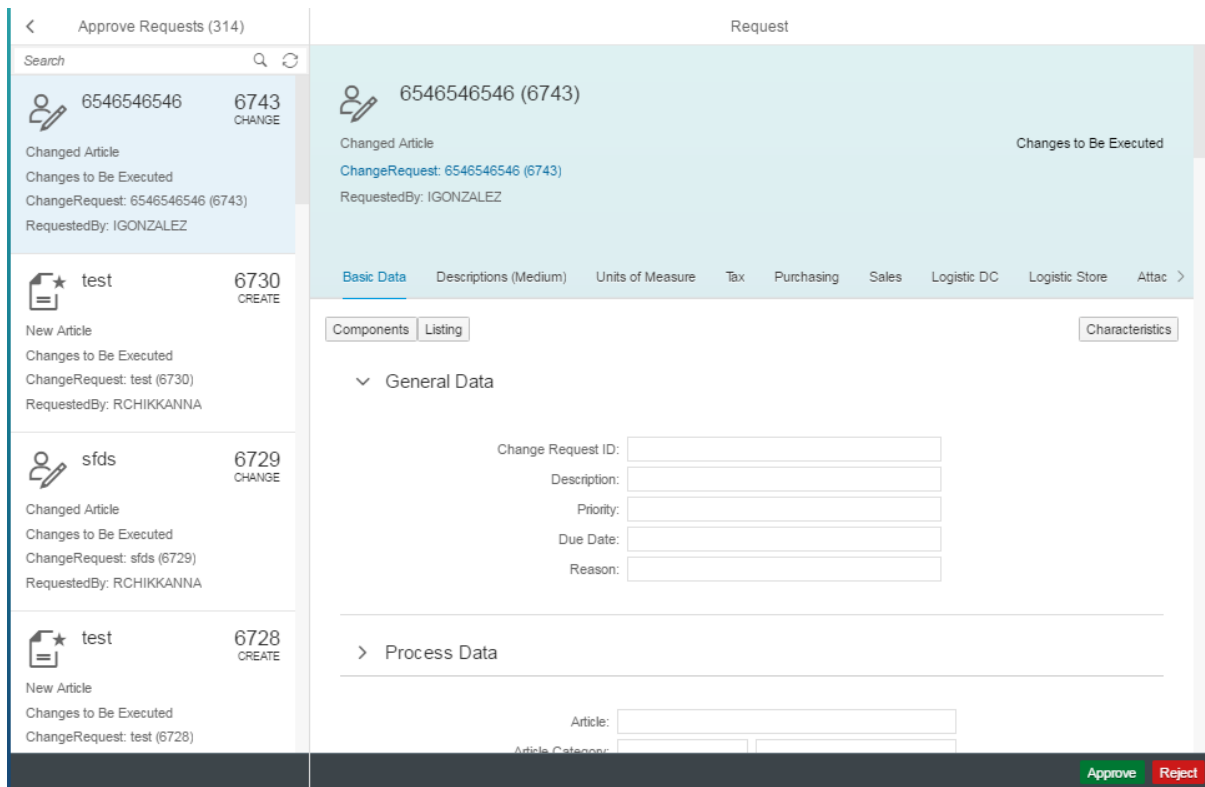 Approve Requests (314)
Search
6546546546 6743
CHANGE
Changed Article
Changes to Be Executed
ChangeRequest: 6546546546 (6743)
RequestedBy: IGONZALEZ
test 6730
CREATE
New Article
Changes to Be Executed
ChangeRequest: test (6730)
RequestedBy: RCHIKKANNA
sfds 6729
CHANGE
Changed Article
Changes to Be Executed
ChangeRequest: sfds (6729)
RequestedBy: RCHIKKANNA
test 6728
CREATE
New Article
Changes to Be Executed
ChangeRequest: test (6728)
Request
6546546546 (6743)
Changed Article Changes to Be Executed
ChangeRequest: 6546546546 (6743)
RequestedBy: IGONZALEZ
Basic Data Descriptions (Medium) Units of Measure Tax Purchasing Sales Logistic DC Logistic Store Attac
Components Listing Characteristics
General Data
Change Request ID:
Description:
Priority:
Due Date:
Reason:
Process Data
Article:
Article Category:
Approve Reject